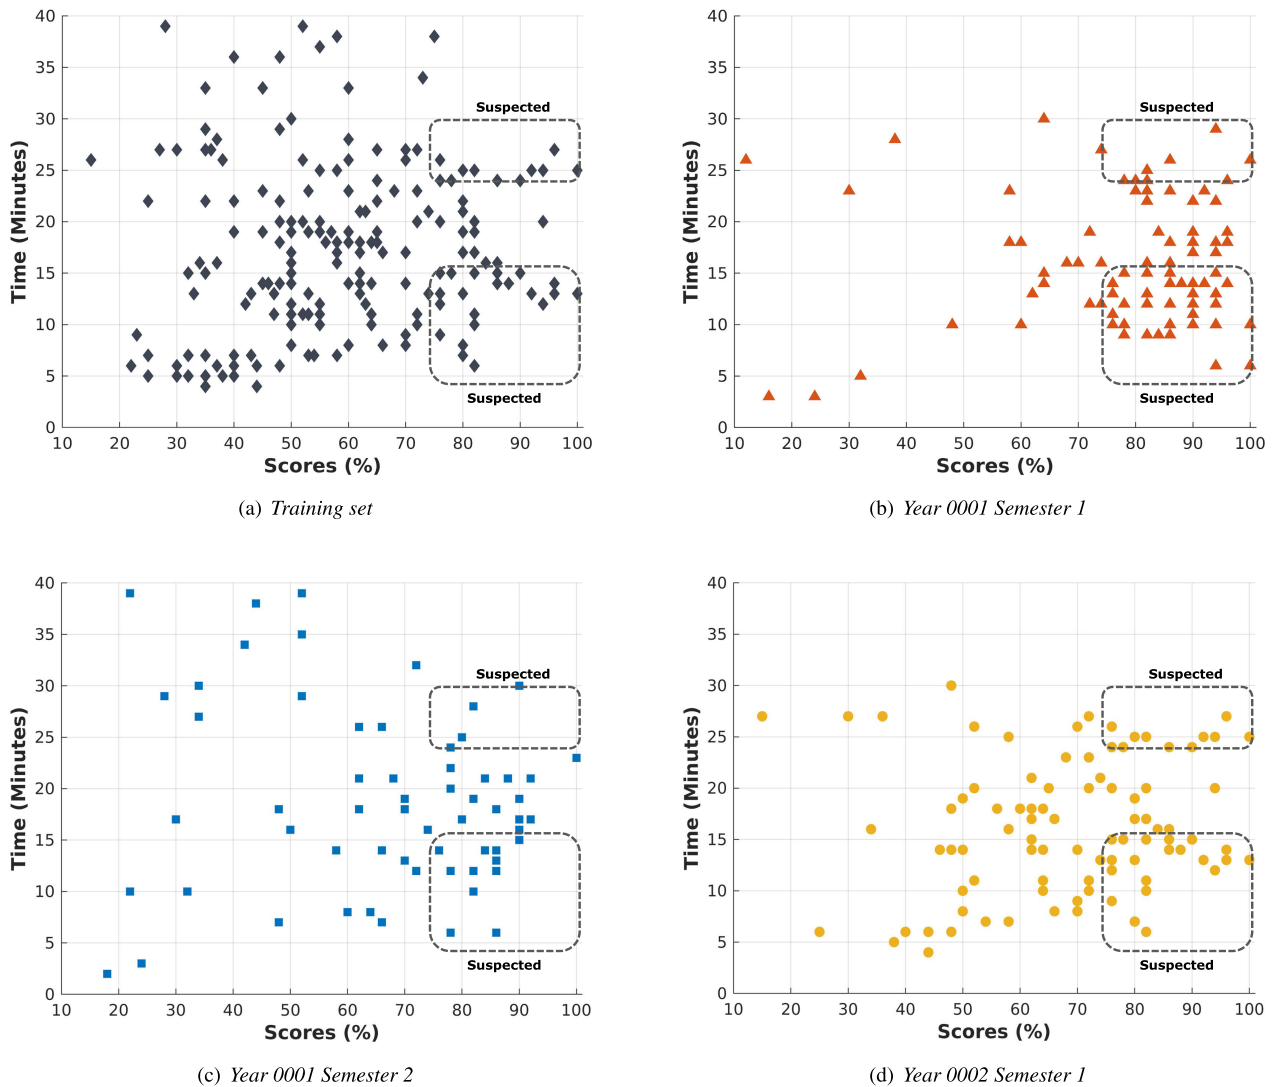 40
35
30
25
20
15
10
5
0
Time (Minutes)
Suspected
Suspected
10 20 30 40 50 60 70 80 90 100
Scores (%)
(a) Training set
40
35
30
25
20
15
10
5
0
Time (Minutes)
Suspected
Suspected
10 20 30 40 50 60 70 80 90 100
Scores (%)
(b) Year 0001 Semester 1
40
35
30
25
20
15
10
5
0
Time (Minutes)
Suspected
Suspected
10 20 30 40 50 60 70 80 90 100
Scores (%)
(c) Year 0001 Semester 2
40
35
30
25
20
15
10
5
0
Time (Minutes)
Suspected
Suspected
10 20 30 40 50 60 70 80 90 100
Scores (%)
(d) Year 0002 Semester 1